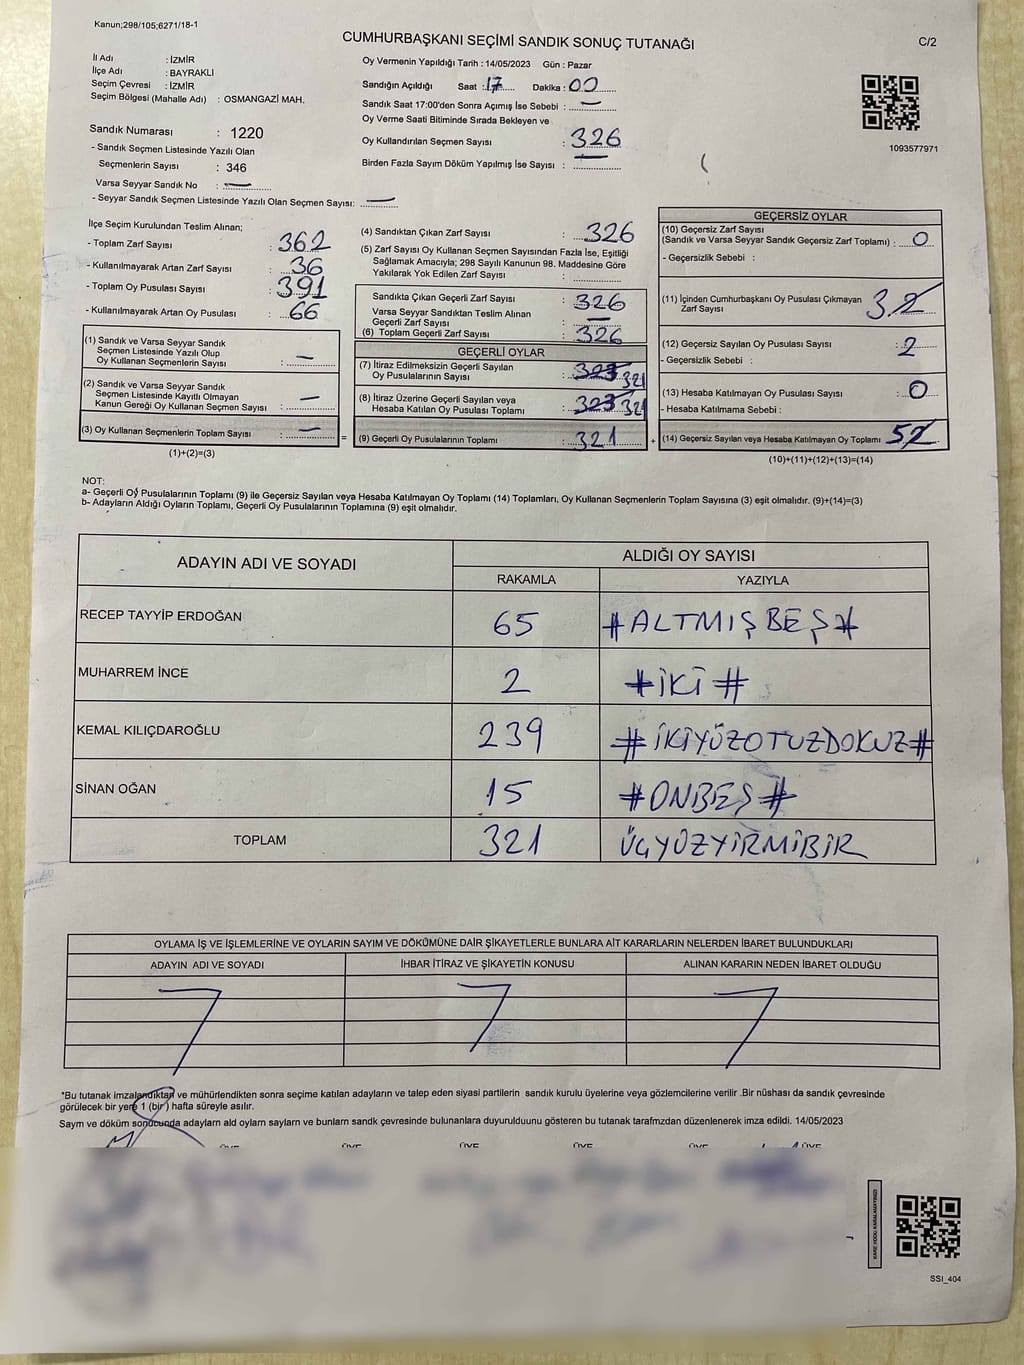 Kanun;298/105;6271/18-1
CUMHURBAŞKANI SEÇİMİ SANDIK SONUÇ TUTANAĞI
C/2
İl Adı : İZMİR
İlçe Adı : BAYRAKLI
Seçim Çevresi : İZMİR
Seçim Bölgesi (Mahalle Adı) : OSMANGAZİ MAH.
Sandık Numarası : 1220
- Sandık Seçmen Listesinde Yazılı Olan
Seçmenlerin Sayısı : 346
Varsa Seyyar Sandık No : —
- Seyyar Sandık Seçmen Listesinde Yazılı Olan Seçmen Sayısı: —
Oy Vermenin Yapıldığı Tarih : 14/05/2023 Gün : Pazar
Sandığın Açıldığı Saat : 17 Dakika : 00
Sandık Saat 17:00'den Sonra Açımış İse Sebebi : —
Oy Verme Saati Bitiminde Sırada Bekleyen ve
Oy Kullandırılan Seçmen Sayısı : 326
Birden Fazla Sayım Döküm Yapılmış İse Sayısı : —
1093577971
İlçe Seçim Kurulundan Teslim Alınan;
- Toplam Zarf Sayısı : 362
- Kullanılmayarak Artan Zarf Sayısı : 36
- Toplam Oy Pusulası Sayısı : 391
- Kullanılmayarak Artan Oy Pusulası : 66
(1) Sandık ve Varsa Seyyar Sandık
Seçmen Listesinde Yazılı Olup
Oy Kullanan Seçmenlerin Sayısı : —
(2) Sandık ve Varsa Seyyar Sandık
Seçmen Listesinde Kayıtlı Olmayan
Kanun Gereği Oy Kullanan Seçmen Sayısı : —
(3) Oy Kullanan Seçmenlerin Toplam Sayısı : —
(1)+(2)=(3)
=
(4) Sandıktan Çıkan Zarf Sayısı : 326
(5) Zarf Sayısı Oy Kullanan Seçmen Sayısından Fazla İse, Eşitliği
Sağlamak Amacıyla; 298 Sayılı Kanunun 98. Maddesine Göre
Yakılarak Yok Edilen Zarf Sayısı :
Sandıkta Çıkan Geçerli Zarf Sayısı : 326
Varsa Seyyar Sandıktan Teslim Alınan
Geçerli Zarf Sayısı : —
(6) Toplam Geçerli Zarf Sayısı : 326
GEÇERLİ OYLAR
(7) İtiraz Edilmeksizin Geçerli Sayılan
Oy Pusulalarının Sayısı : 323 321
(8) İtiraz Üzerine Geçerli Sayılan veya
Hesaba Katılan Oy Pusulası Toplamı : 323 321
(9) Geçerli Oy Pusulalarının Toplamı : 321
+
GEÇERSİZ OYLAR
(10) Geçersiz Zarf Sayısı
(Sandık ve Varsa Seyyar Sandık Geçersiz Zarf Toplamı) : 0
- Geçersizlik Sebebi :
(11) İçinden Cumhurbaşkanı Oy Pusulası Çıkmayan
Zarf Sayısı : 3
(12) Geçersiz Sayılan Oy Pusulası Sayısı : 2
- Geçersizlik Sebebi :
(13) Hesaba Katılmayan Oy Pusulası Sayısı : 0
- Hesaba Katılmama Sebebi :
(14) Geçersiz Sayılan veya Hesaba Katılmayan Oy Toplamı 5
(10)+(11)+(12)+(13)=(14)
NOT:
a- Geçerli Oy Pusulalarının Toplamı (9) ile Geçersiz Sayılan veya Hesaba Katılmayan Oy Toplamı (14) Toplamları, Oy Kullanan Seçmenlerin Toplam Sayısına (3) eşit olmalıdır. (9)+(14)=(3)
b- Adayların Aldığı Oyların Toplamı, Geçerli Oy Pusulalarının Toplamına (9) eşit olmalıdır.
ADAYIN ADI VE SOYADI ALDIĞI OY SAYISI
RAKAMLA YAZIYLA
RECEP TAYYİP ERDOĞAN 65 #ALTMIŞBEŞ#
MUHARREM İNCE 2 #İKİ#
KEMAL KILIÇDAROĞLU 239 #İKİYÜZOTUZDOKUZ#
SİNAN OĞAN 15 #ONBEŞ#
TOPLAM 321 ÜÇYÜZYİRMİBİR
OYLAMA İŞ VE İŞLEMLERİNE VE OYLARIN SAYIM VE DÖKÜMÜNE DAİR ŞİKAYETLERLE BUNLARA AİT KARARLARIN NELERDEN İBARET BULUNDUKLARI
ADAYIN ADI VE SOYADI İHBAR İTİRAZ VE ŞİKAYETİN KONUSU ALINAN KARARIN NEDEN İBARET OLDUĞU
*Bu tutanak imzalandıktan ve mühürlendikten sonra seçime katılan adayların ve talep eden siyasi partilerin sandık kurulu üyelerine veya gözlemcilerine verilir .Bir nüshası da sandık çevresinde
görülecek bir yere 1 (bir) hafta süreyle asılır.
Sayım ve döküm sonucunda adayların ald oyların sayların ve bunların sandk çevresinde bulunanlara duyurulduunu gösteren bu tutanak tarafmzdan düzenlenerek imza edildi. 14/05/2023
ÜYE ÜYE ÜYE ÜYE ÜYE ÜYE
KARE KODU KARALAMAYINIZ!
SSI_404